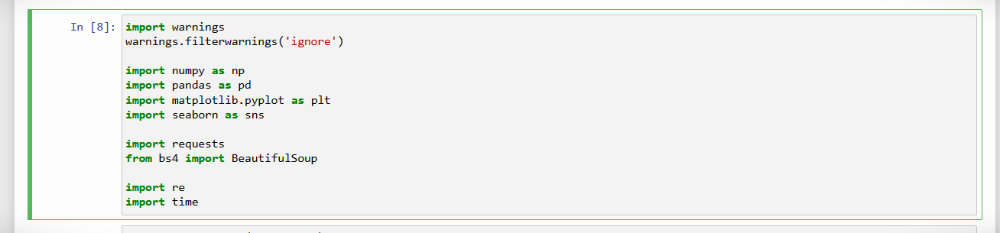 In [8]: import warnings
warnings.filterwarnings('ignore')
import numpy as np
import pandas as pd
import matplotlib.pyplot as plt
import seaborn as sns
import requests
from bs4 import BeautifulSoup
import re
import time